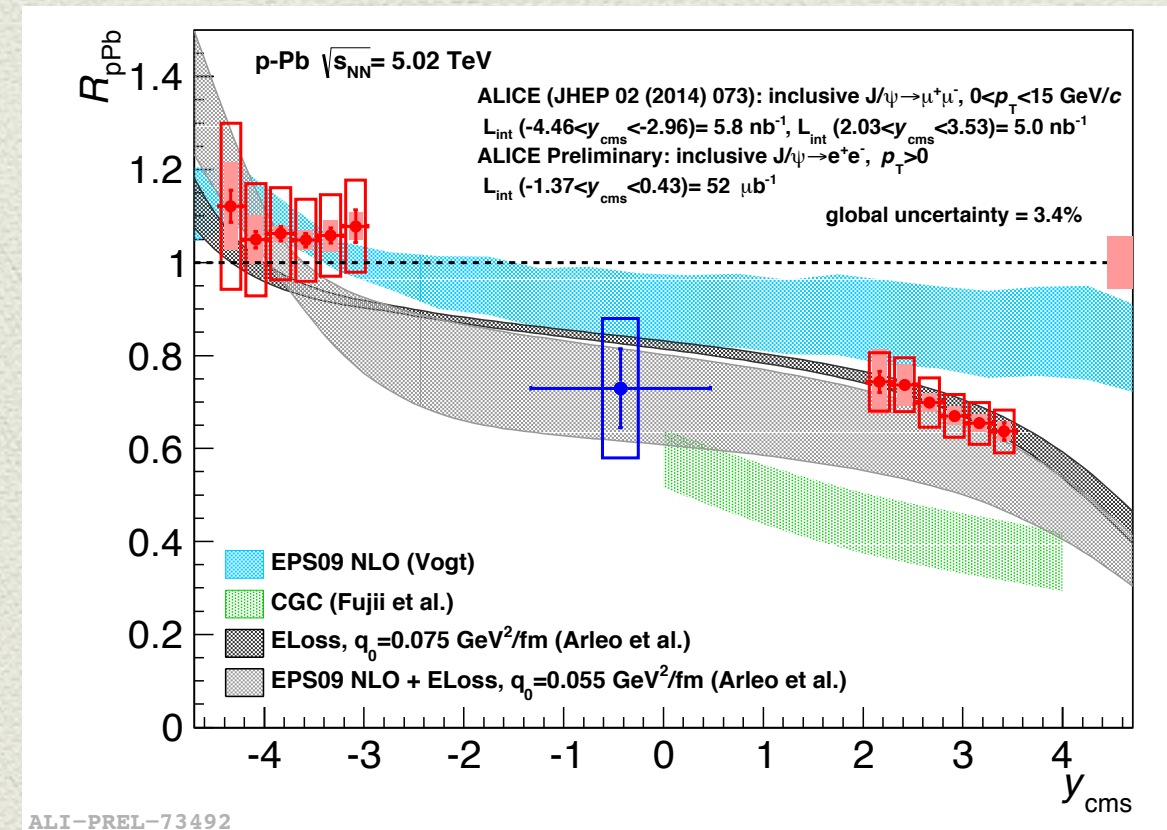 R_pPb
p-Pb √s_NN= 5.02 TeV
ALICE (JHEP 02 (2014) 073): inclusive J/ψ→μ⁺μ⁻, 0<p_T<15 GeV/c
L_int (-4.46<y_cms<-2.96)= 5.8 nb⁻¹, L_int (2.03<y_cms<3.53)= 5.0 nb⁻¹
ALICE Preliminary: inclusive J/ψ→e⁺e⁻, p_T>0
L_int (-1.37<y_cms<0.43)= 52 μb⁻¹
global uncertainty = 3.4%
1.4
1.2
1
0.8
0.6
0.4
0.2
0
EPS09 NLO (Vogt)
CGC (Fujii et al.)
ELoss, q₀=0.075 GeV²/fm (Arleo et al.)
EPS09 NLO + ELoss, q₀=0.055 GeV²/fm (Arleo et al.)
-4 -3 -2 -1 0 1 2 3 4
y_cms
ALI-PREL-73492